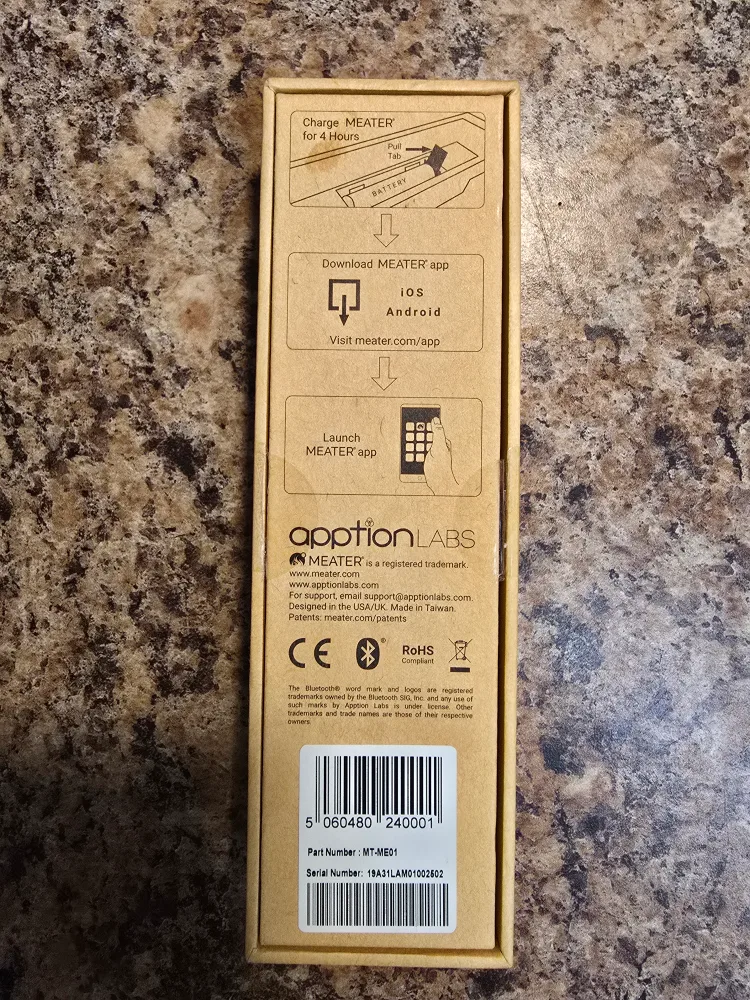 Charge MEATER®
for 4 Hours
Pull
Tab
BATTERY
Download MEATER® app
iOS
Android
Visit meater.com/app
Launch
MEATER® app
apption LABS
MEATER® is a registered trademark.
www.meater.com
www.apptionlabs.com
For support, email support@apptionlabs.com.
Designed in the USA/UK. Made in Taiwan.
Patents: meater.com/patents
CE
®
RoHS
Compliant
The Bluetooth® word mark and logos are registered
trademarks owned by the Bluetooth SIG, Inc. and any use of
such marks by Apption Labs is under license. Other
trademarks and trade names are those of their respective
owners.
5 060480 240001
Part Number : MT-ME01
Serial Number: 19A31LAM01002502